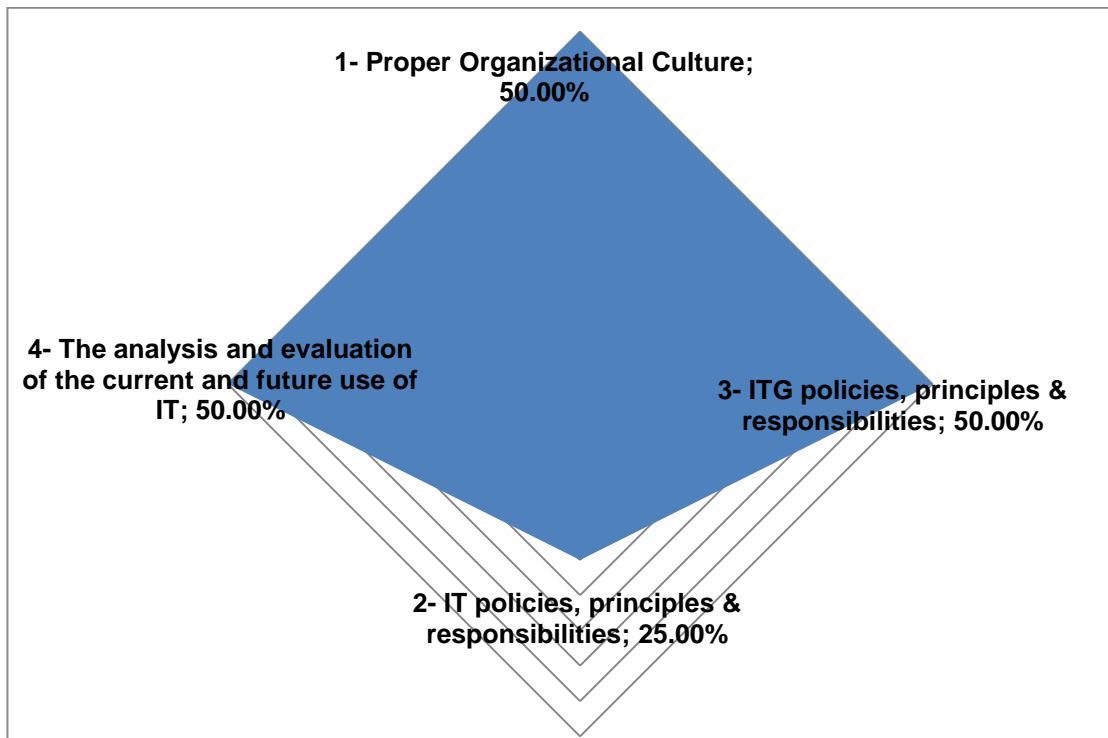 1- Proper Organizational Culture;
50.00%
4- The analysis and evaluation
of the current and future use of
IT; 50.00%
3- ITG policies, principles &
responsibilities; 50.00%
2- IT policies, principles &
responsibilities; 25.00%